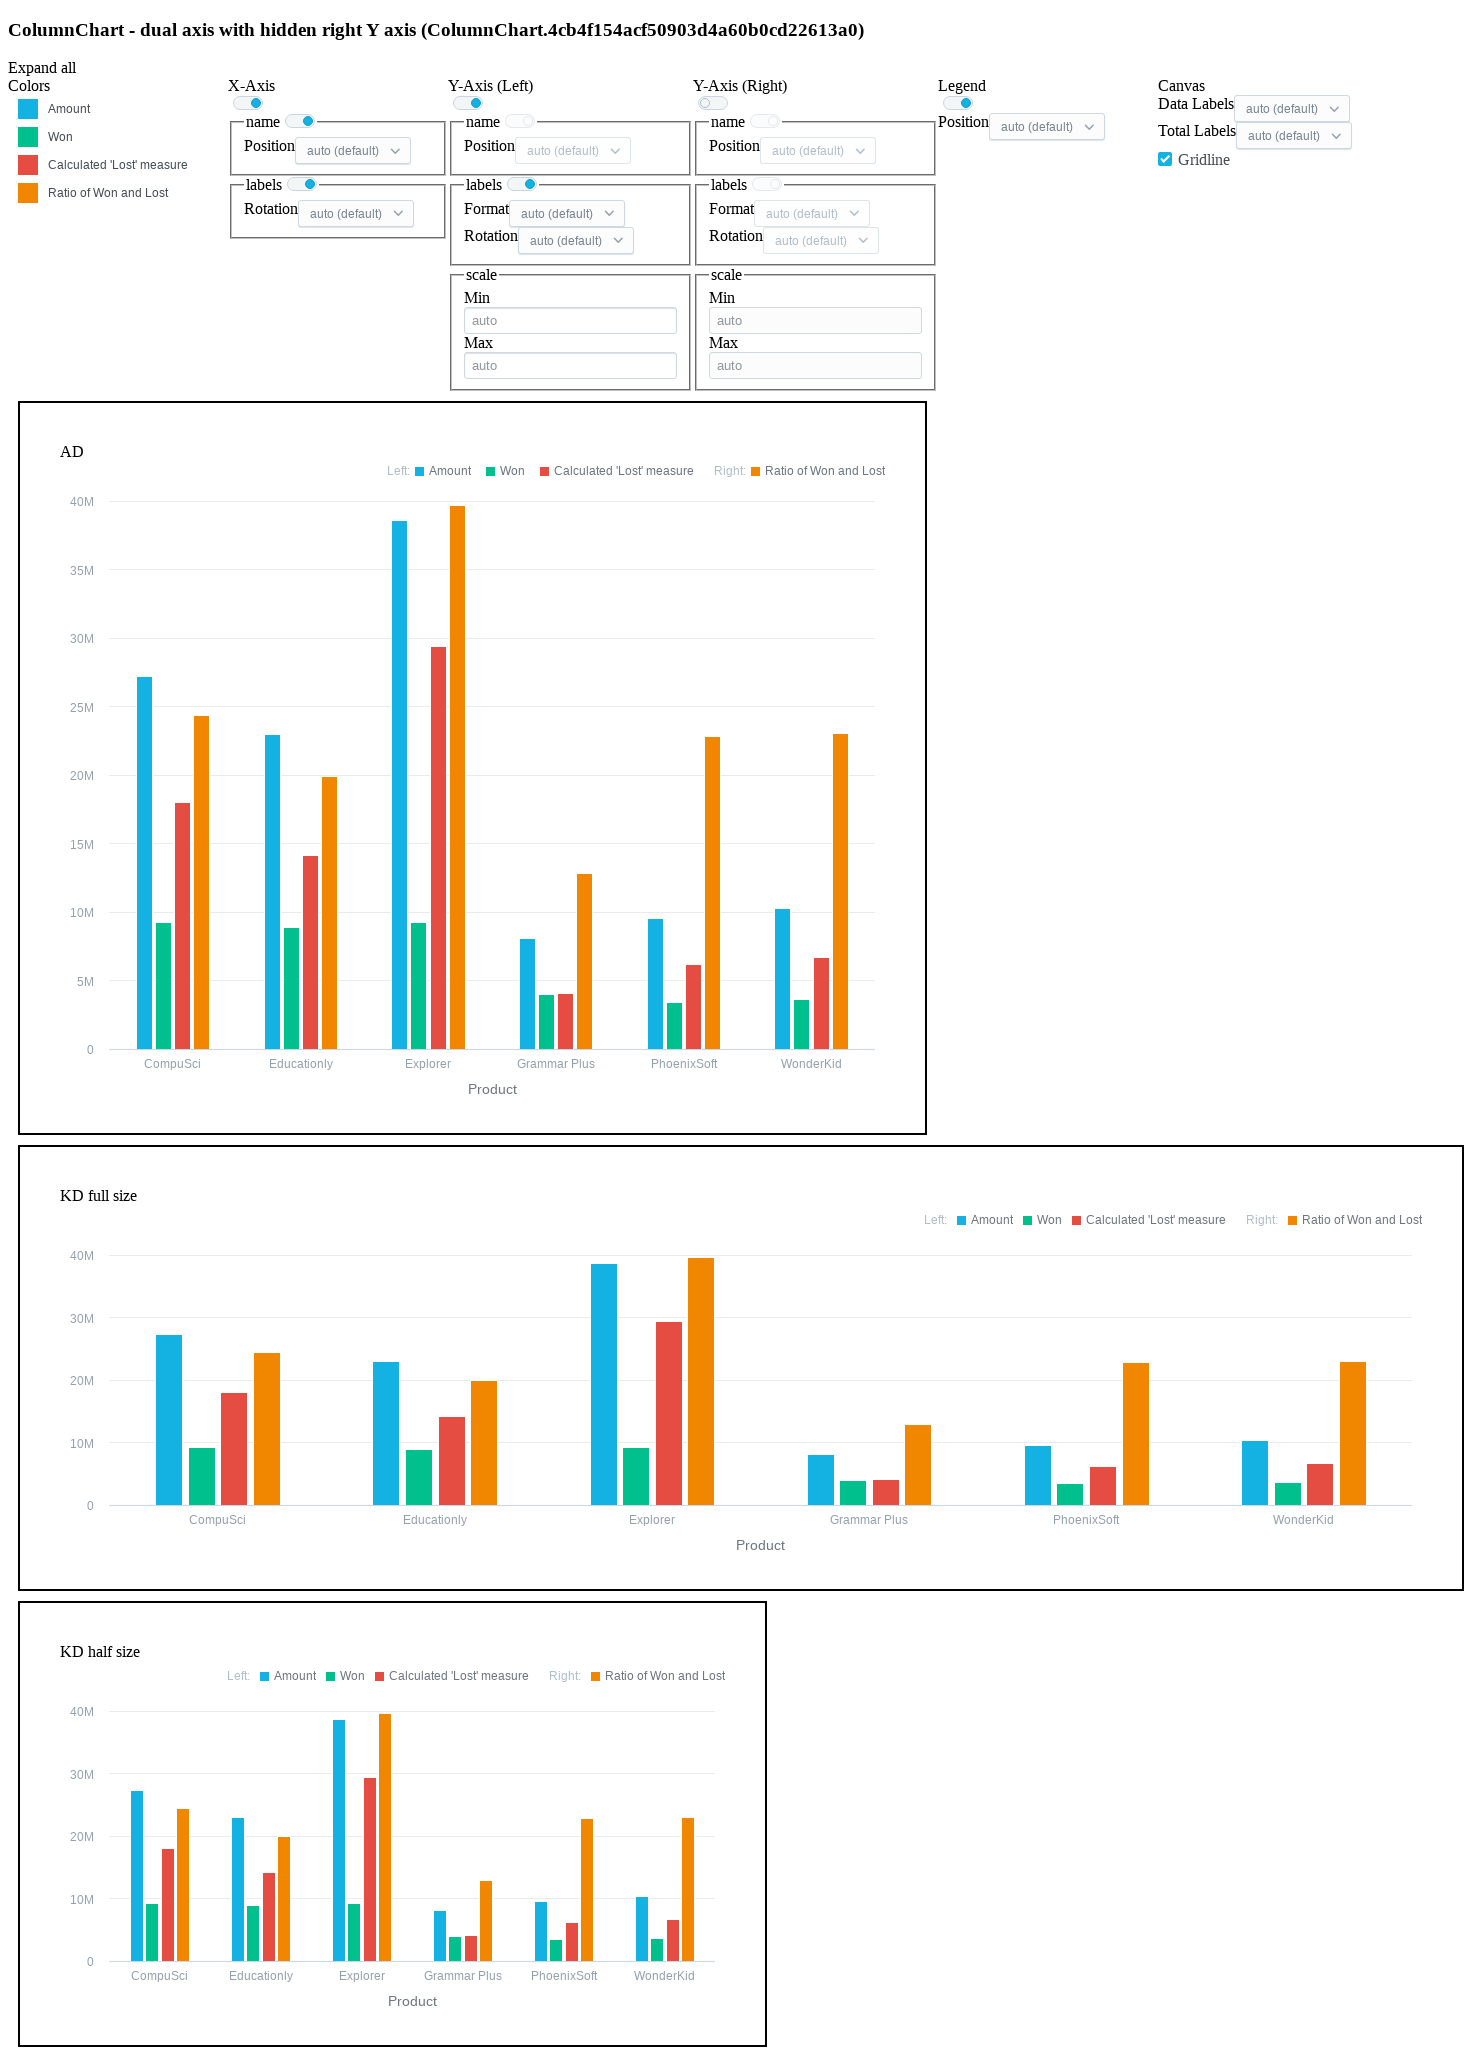 ColumnChart - dual axis with hidden right Y axis (ColumnChart.4cb4f154acf50903d4a60b0cd22613a0)
Expand all
Colors
Amount
Won
Calculated 'Lost' measure
Ratio of Won and Lost
X-Axis
name
Position auto (default)
labels
Rotation auto (default)
Y-Axis (Left)
name
Position auto (default)
labels
Format auto (default)
Rotation auto (default)
scale
Min
auto
Max
auto
Y-Axis (Right)
name
Position auto (default)
labels
Format auto (default)
Rotation auto (default)
scale
Min
auto
Max
auto
Legend
Position auto (default)
Canvas
Data Labels auto (default)
Total Labels auto (default)
Gridline
AD
Left: Amount Won Calculated 'Lost' measure Right: Ratio of Won and Lost
40M
35M
30M
25M
20M
15M
10M
5M
0
CompuSci Educationly Explorer Grammar Plus PhoenixSoft WonderKid
Product
KD full size
Left: Amount Won Calculated 'Lost' measure Right: Ratio of Won and Lost
40M
30M
20M
10M
0
CompuSci Educationly Explorer Grammar Plus PhoenixSoft WonderKid
Product
KD half size
Left: Amount Won Calculated 'Lost' measure Right: Ratio of Won and Lost
40M
30M
20M
10M
0
CompuSci Educationly Explorer Grammar Plus PhoenixSoft WonderKid
Product